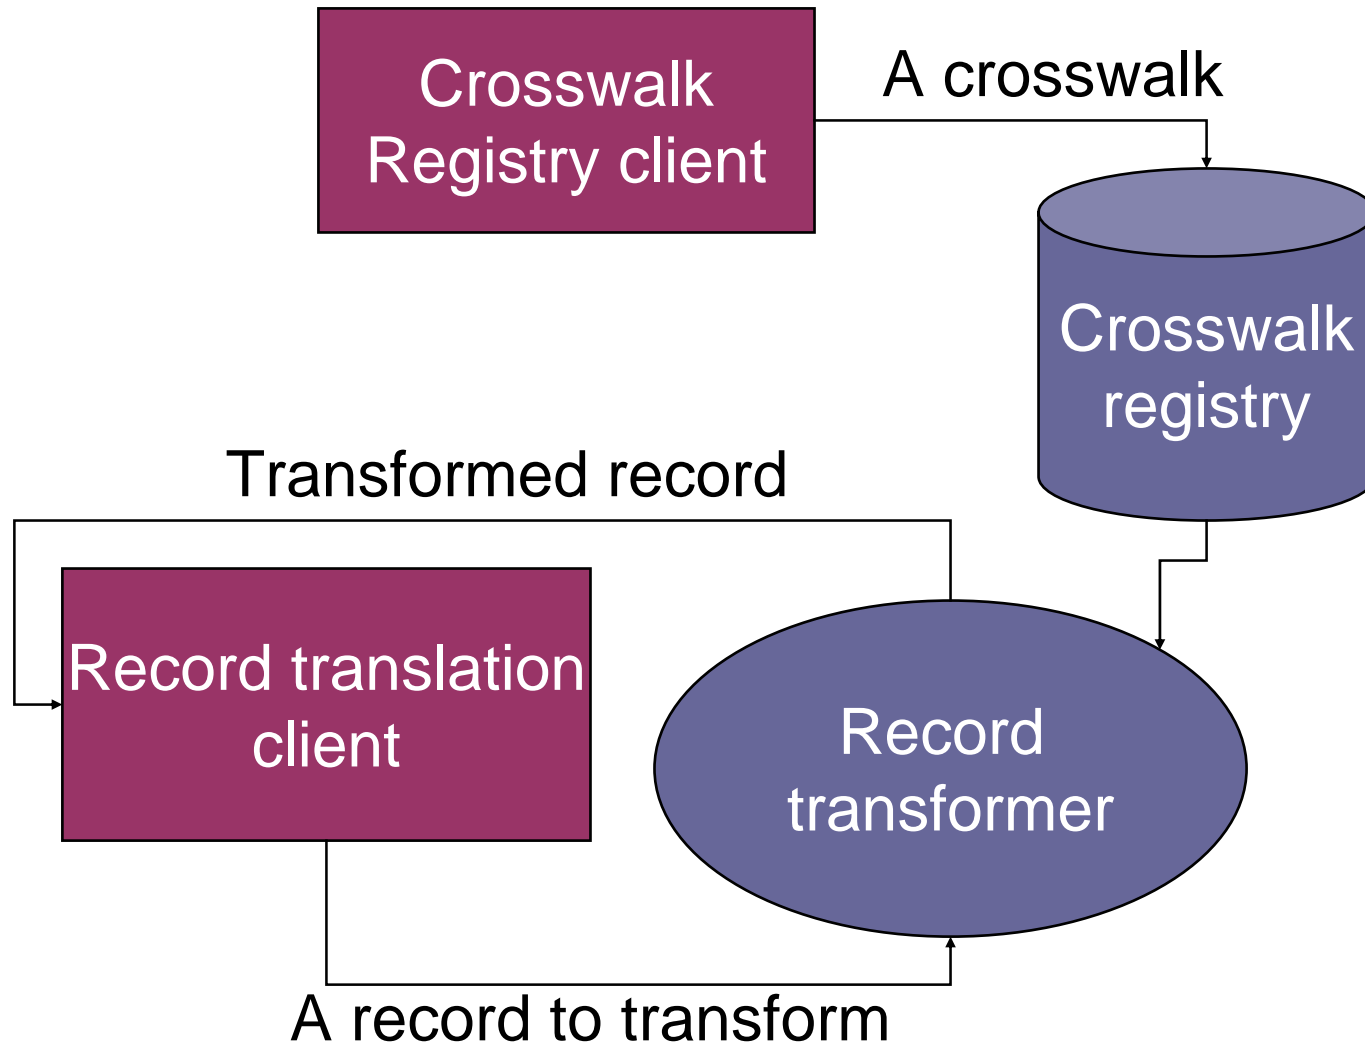 Crosswalk
Registry client
A crosswalk
Crosswalk
registry
Transformed record
Record translation
client
Record
transformer
A record to transform